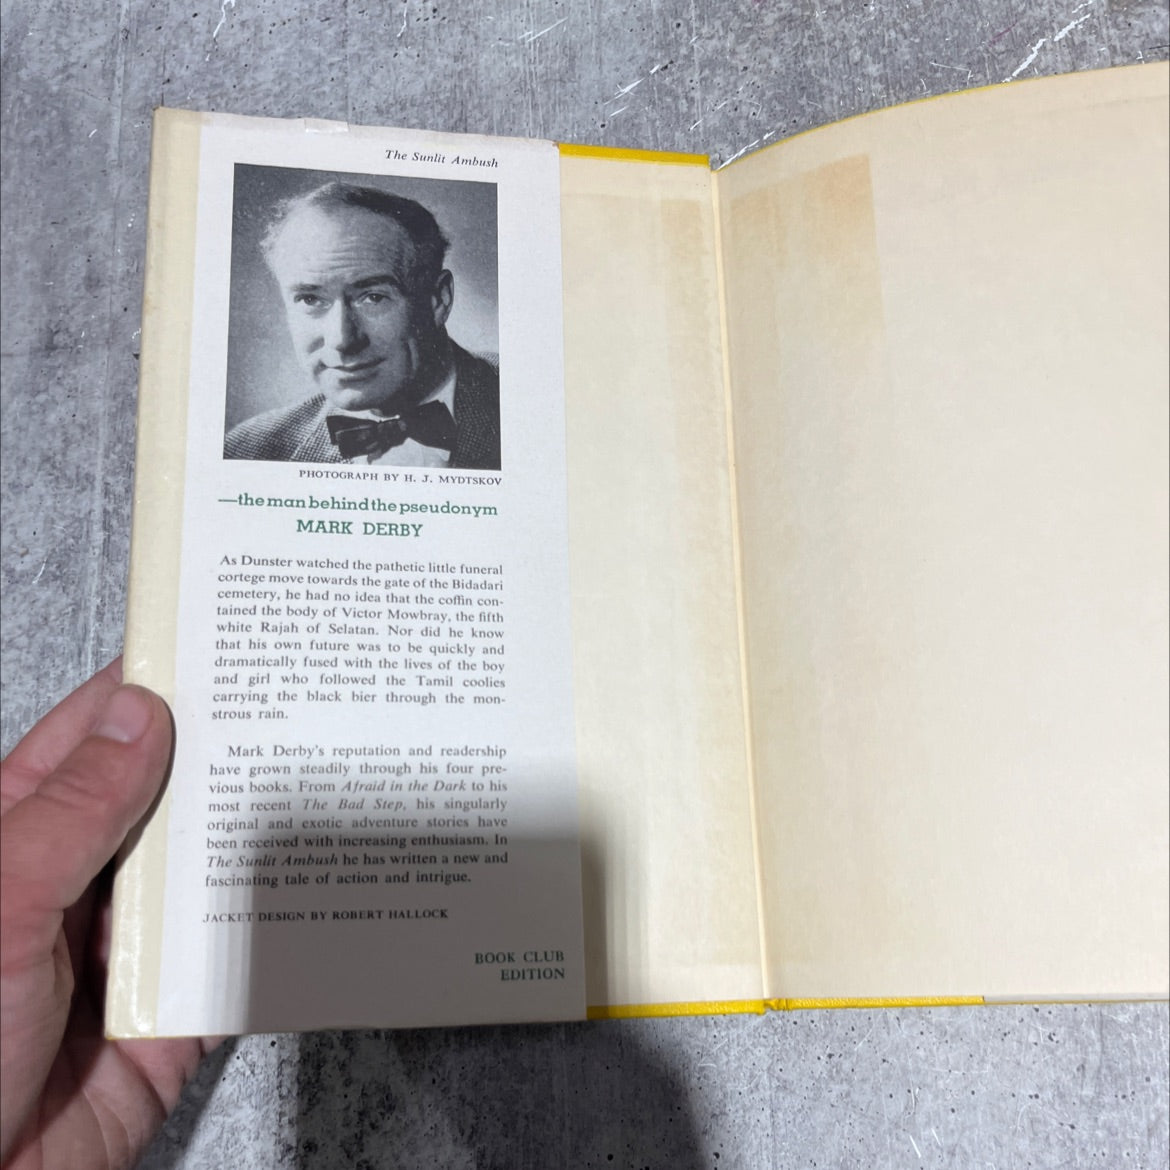 The Sunlit Ambush
PHOTOGRAPH BY H. J. MYDTSKOV
—the man behind the pseudonym
MARK DERBY
As Dunster watched the pathetic little funeral
cortege move towards the gate of the Bidadari
cemetery, he had no idea that the coffin con-
tained the body of Victor Mowbray, the fifth
white Rajah of Selatan. Nor did he know
that his own future was to be quickly and
dramatically fused with the lives of the boy
and girl who followed the Tamil coolies
carrying the black bier through the mon-
strous rain.
Mark Derby's reputation and readership
have grown steadily through his four pre-
vious books. From Afraid in the Dark to his
most recent The Bad Step, his singularly
original and exotic adventure stories have
been received with increasing enthusiasm. In
The Sunlit Ambush he has written a new and
fascinating tale of action and intrigue.
JACKET DESIGN BY ROBERT HALLOCK
BOOK CLUB
EDITION